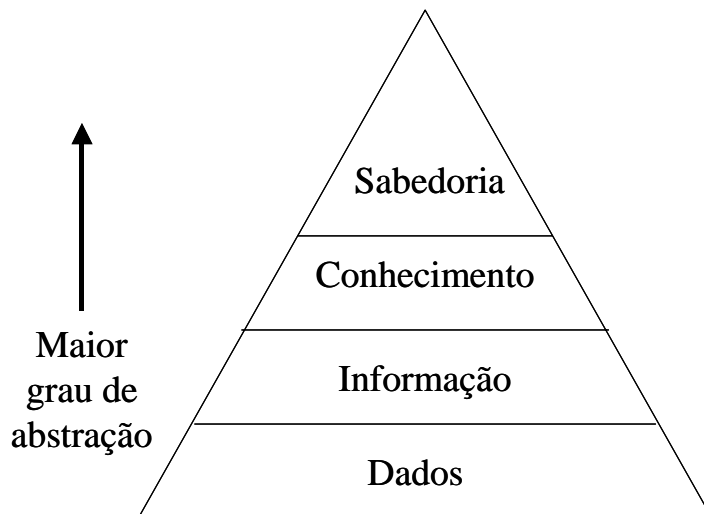 Sabedoria
Conhecimento
Informação
Dados
Maior
grau de
abstração